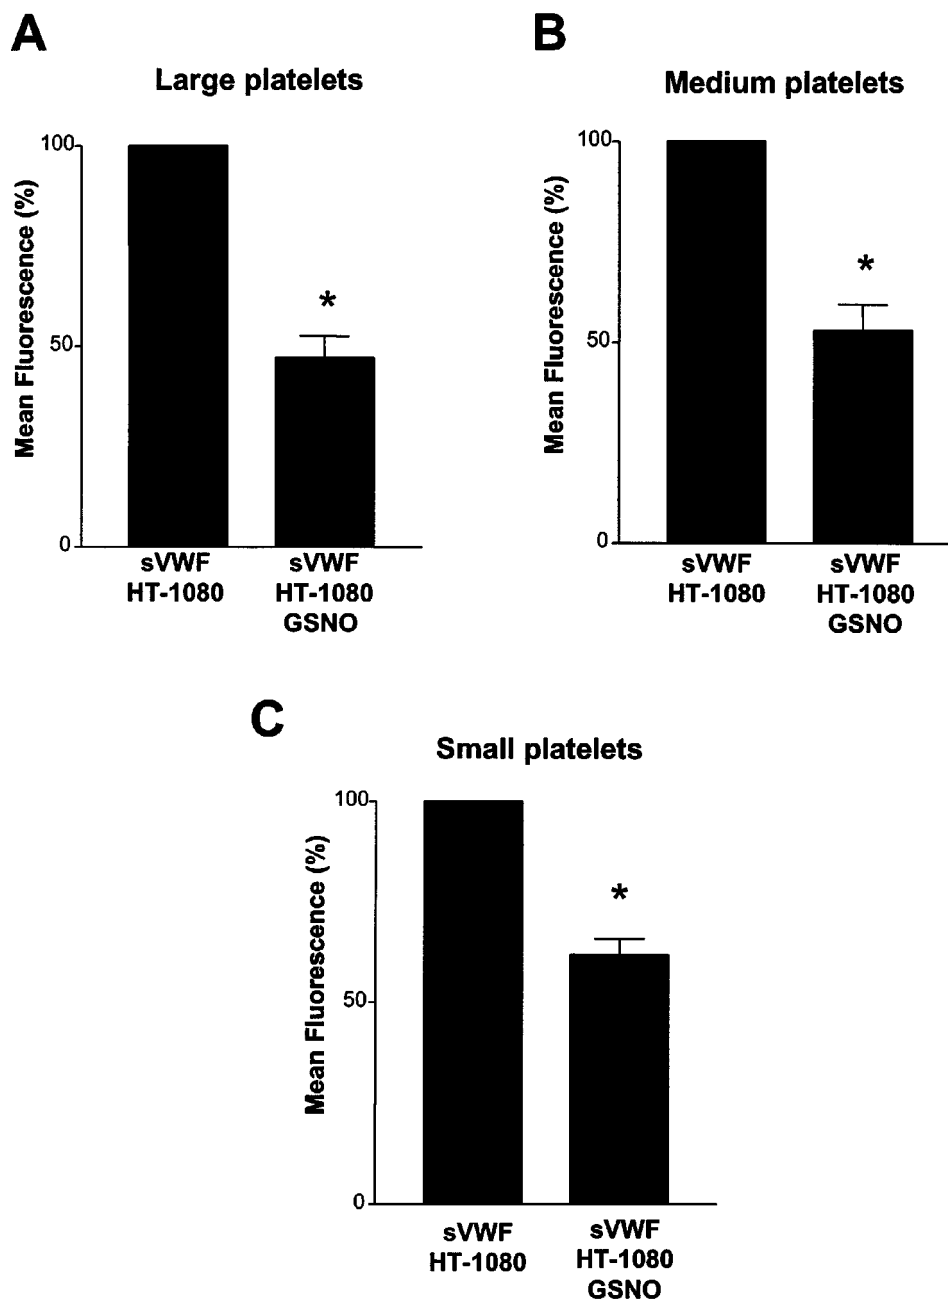 A
Large platelets
Mean Fluorescence (%)
100
50
0
*
sVWF
HT-1080
sVWF
HT-1080
GSNO
B
Medium platelets
Mean Fluorescence (%)
100
50
0
*
sVWF
HT-1080
sVWF
HT-1080
GSNO
C
Small platelets
Mean Fluorescence (%)
100
50
0
*
sVWF
HT-1080
sVWF
HT-1080
GSNO